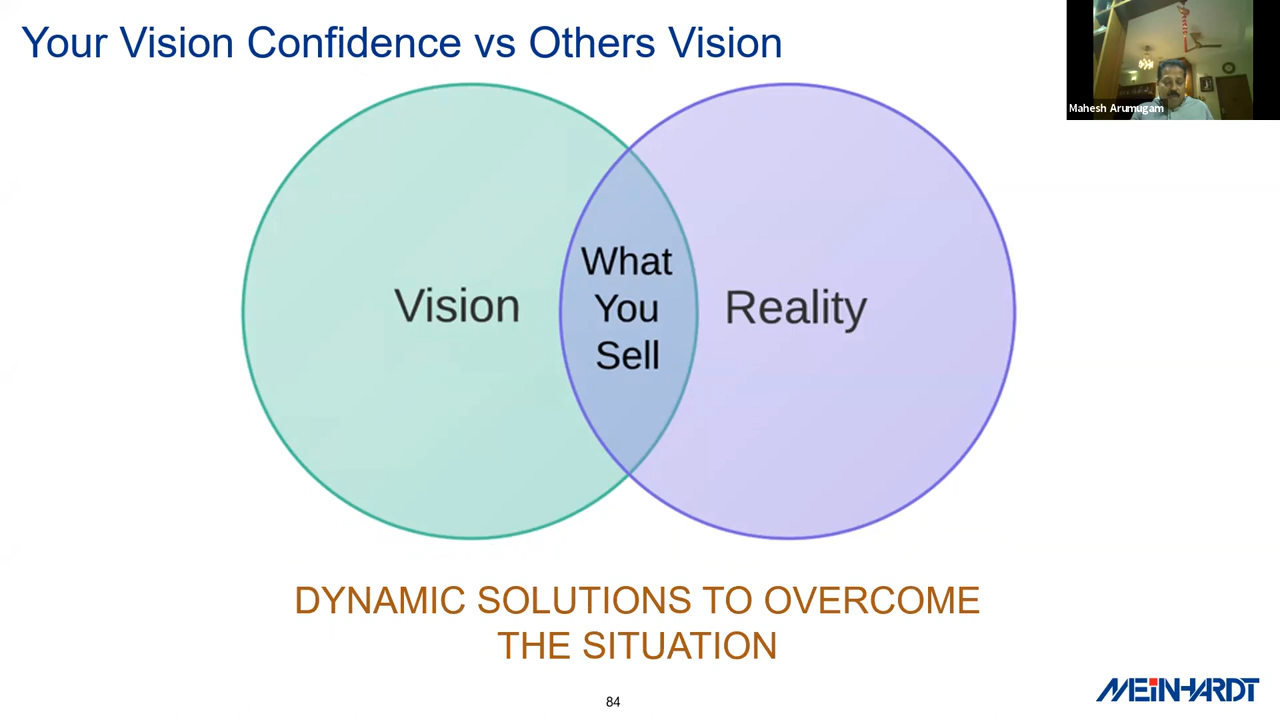 Your Vision Confidence vs Others Vision
Mahesh Arumugam
Vision
What
You
Sell
Reality
DYNAMIC SOLUTIONS TO OVERCOME
THE SITUATION
84
MEINHARDT